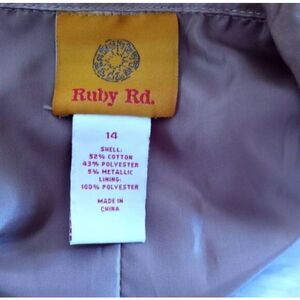 Ruby Rd.
14
SHELL:
52% COTTON
43% POLYESTER
5% METALLIC
LINING:
100% POLYESTER
MADE IN
CHINA